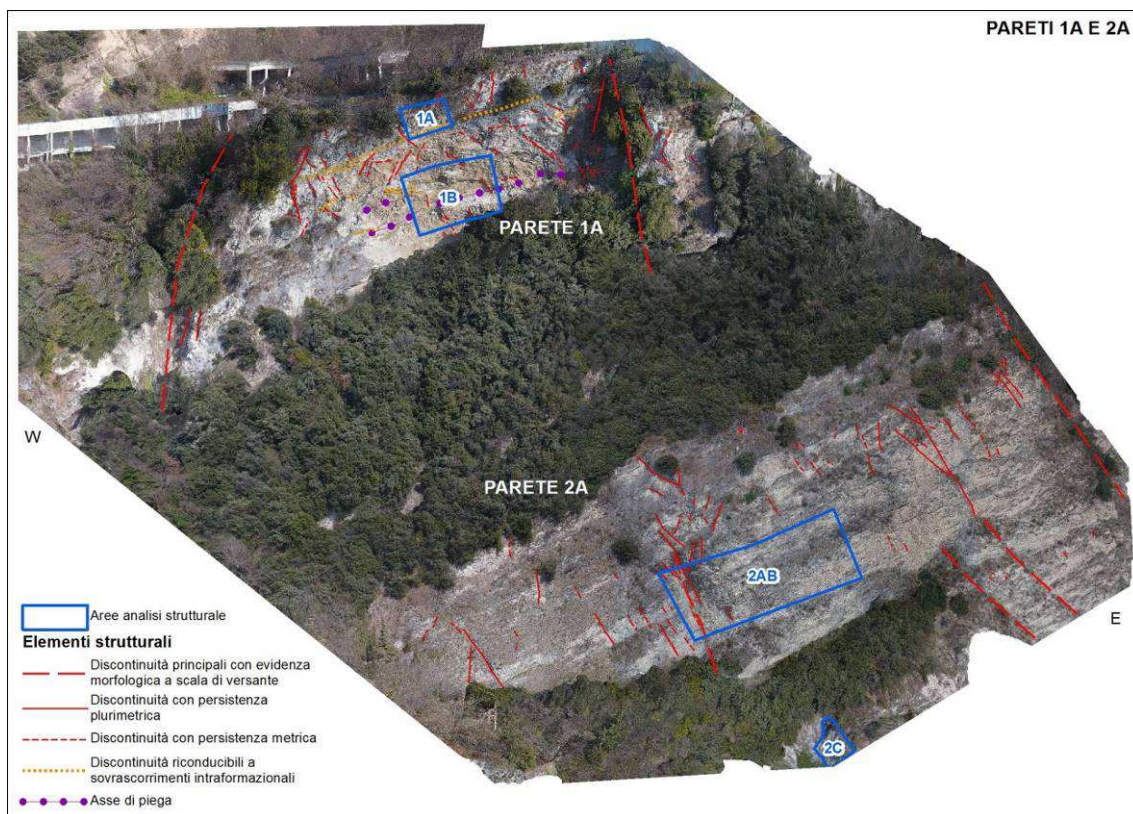 PARETI 1A E 2A
1A
1B
PARETE 1A
W
PARETE 2A
2AB
E
2C
Aree analisi strutturale
Elementi strutturali
Discontinuità principali con evidenza
morfologica a scala di versante
Discontinuità con persistenza
plurimetrica
Discontinuità con persistenza metrica
Discontinuità riconducibili a
sovrascorrimenti intraformazionali
Asse di piega